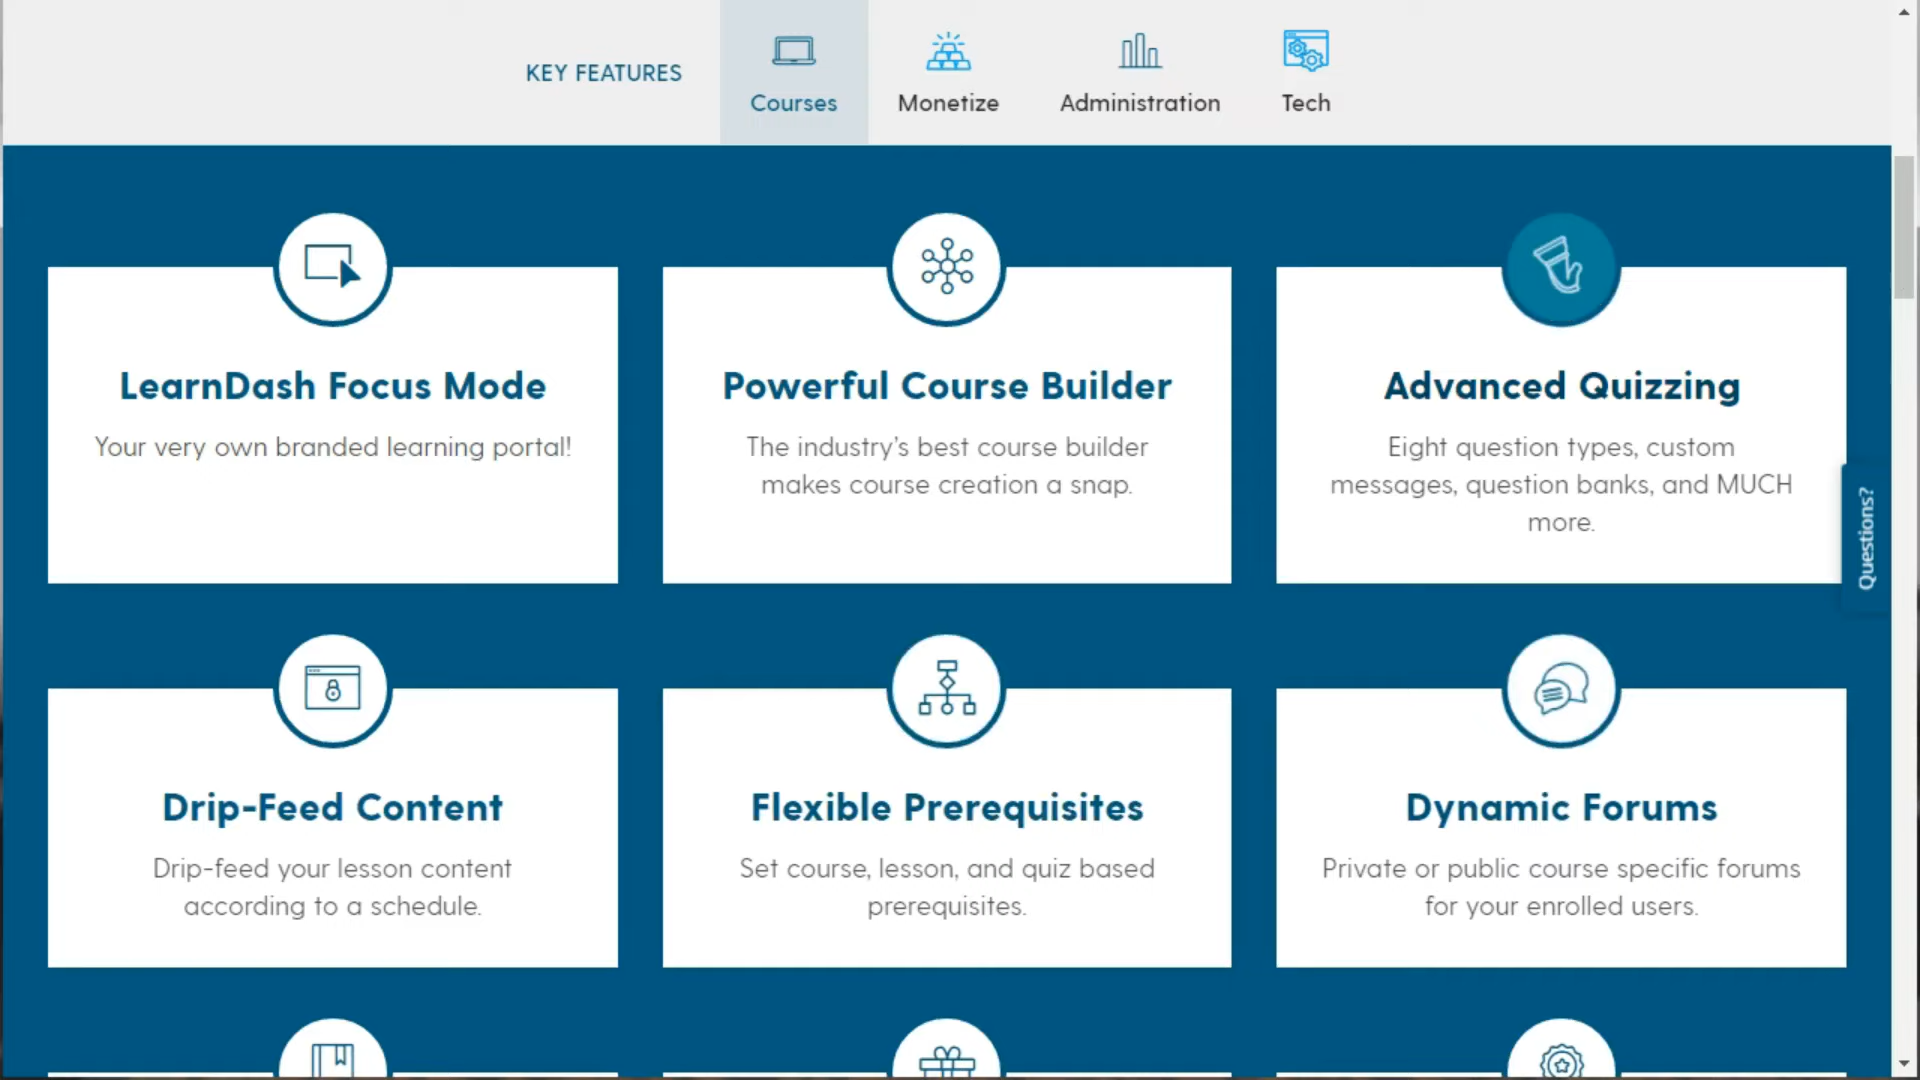 KEY FEATURES
Courses
Monetize
Administration
Tech
LearnDash Focus Mode
Your very own branded learning portal!
Powerful Course Builder
The industry's best course builder
makes course creation a snap.
Advanced Quizzing
Eight question types, custom
messages, question banks, and MUCH
more.
Questions?
Drip-Feed Content
Drip-feed your lesson content
according to a schedule.
Flexible Prerequisites
Set course, lesson, and quiz based
prerequisites.
Dynamic Forums
Private or public course specific forums
for your enrolled users.